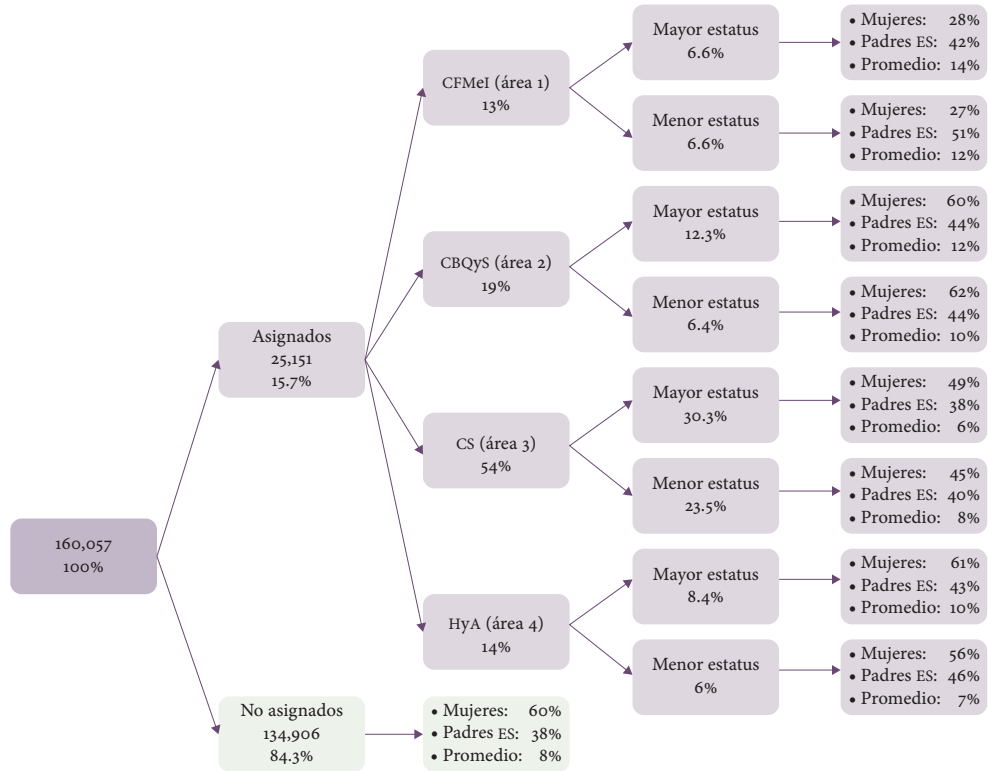 160,057
100%
Asignados
25,151
15.7%
No asignados
134,906
84.3%
• Mujeres: 60%
• Padres ES: 38%
• Promedio: 8%
CFMeI (área 1)
13%
Mayor estatus
6.6%
• Mujeres: 28%
• Padres ES: 42%
• Promedio: 14%
Menor estatus
6.6%
• Mujeres: 27%
• Padres ES: 51%
• Promedio: 12%
CBQyS (área 2)
19%
Mayor estatus
12.3%
• Mujeres: 60%
• Padres ES: 44%
• Promedio: 12%
Menor estatus
6.4%
• Mujeres: 62%
• Padres ES: 44%
• Promedio: 10%
CS (área 3)
54%
Mayor estatus
30.3%
• Mujeres: 49%
• Padres ES: 38%
• Promedio: 6%
Menor estatus
23.5%
• Mujeres: 45%
• Padres ES: 40%
• Promedio: 8%
HyA (área 4)
14%
Mayor estatus
8.4%
• Mujeres: 61%
• Padres ES: 43%
• Promedio: 10%
Menor estatus
6%
• Mujeres: 56%
• Padres ES: 46%
• Promedio: 7%